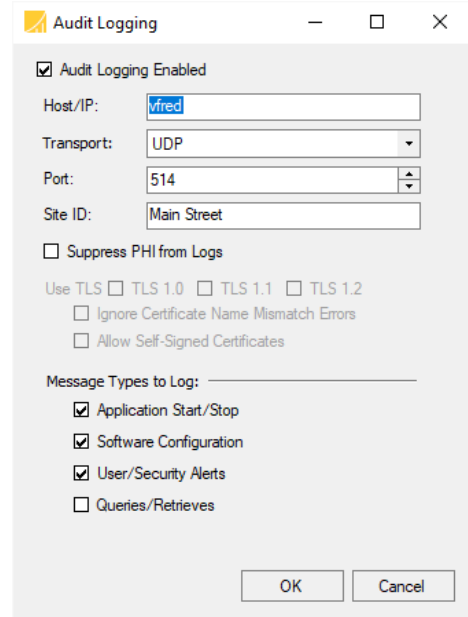 Audit Logging
Audit Logging Enabled
Host/IP: vfred
Transport: UDP
Port: 514
Site ID: Main Street
Suppress PHI from Logs
Use TLS TLS 1.0 TLS 1.1 TLS 1.2
Ignore Certificate Name Mismatch Errors
Allow Self-Signed Certificates
Message Types to Log:
Application Start/Stop
Software Configuration
User/Security Alerts
Queries/Retrieves
OK Cancel